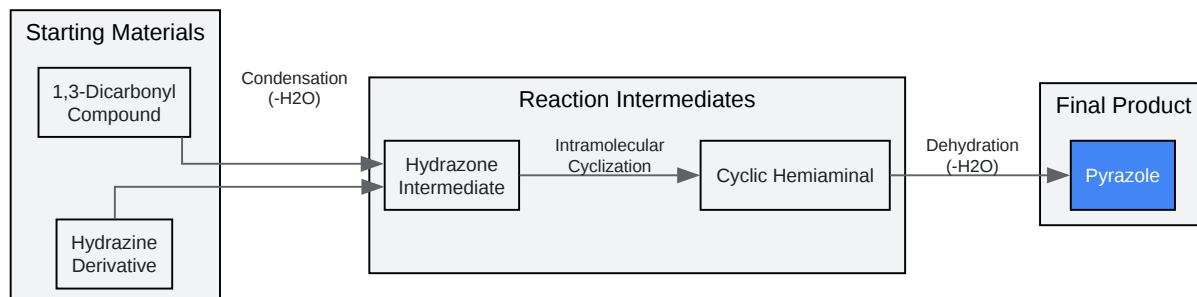 Starting Materials
1,3-Dicarbonyl
Compound
Hydrazine
Derivative
Condensation
(-H2O)
Reaction Intermediates
Hydrazone
Intermediate
Intramolecular
Cyclization
Cyclic Hemiaminal
Dehydration
(-H2O)
Final Product
Pyrazole